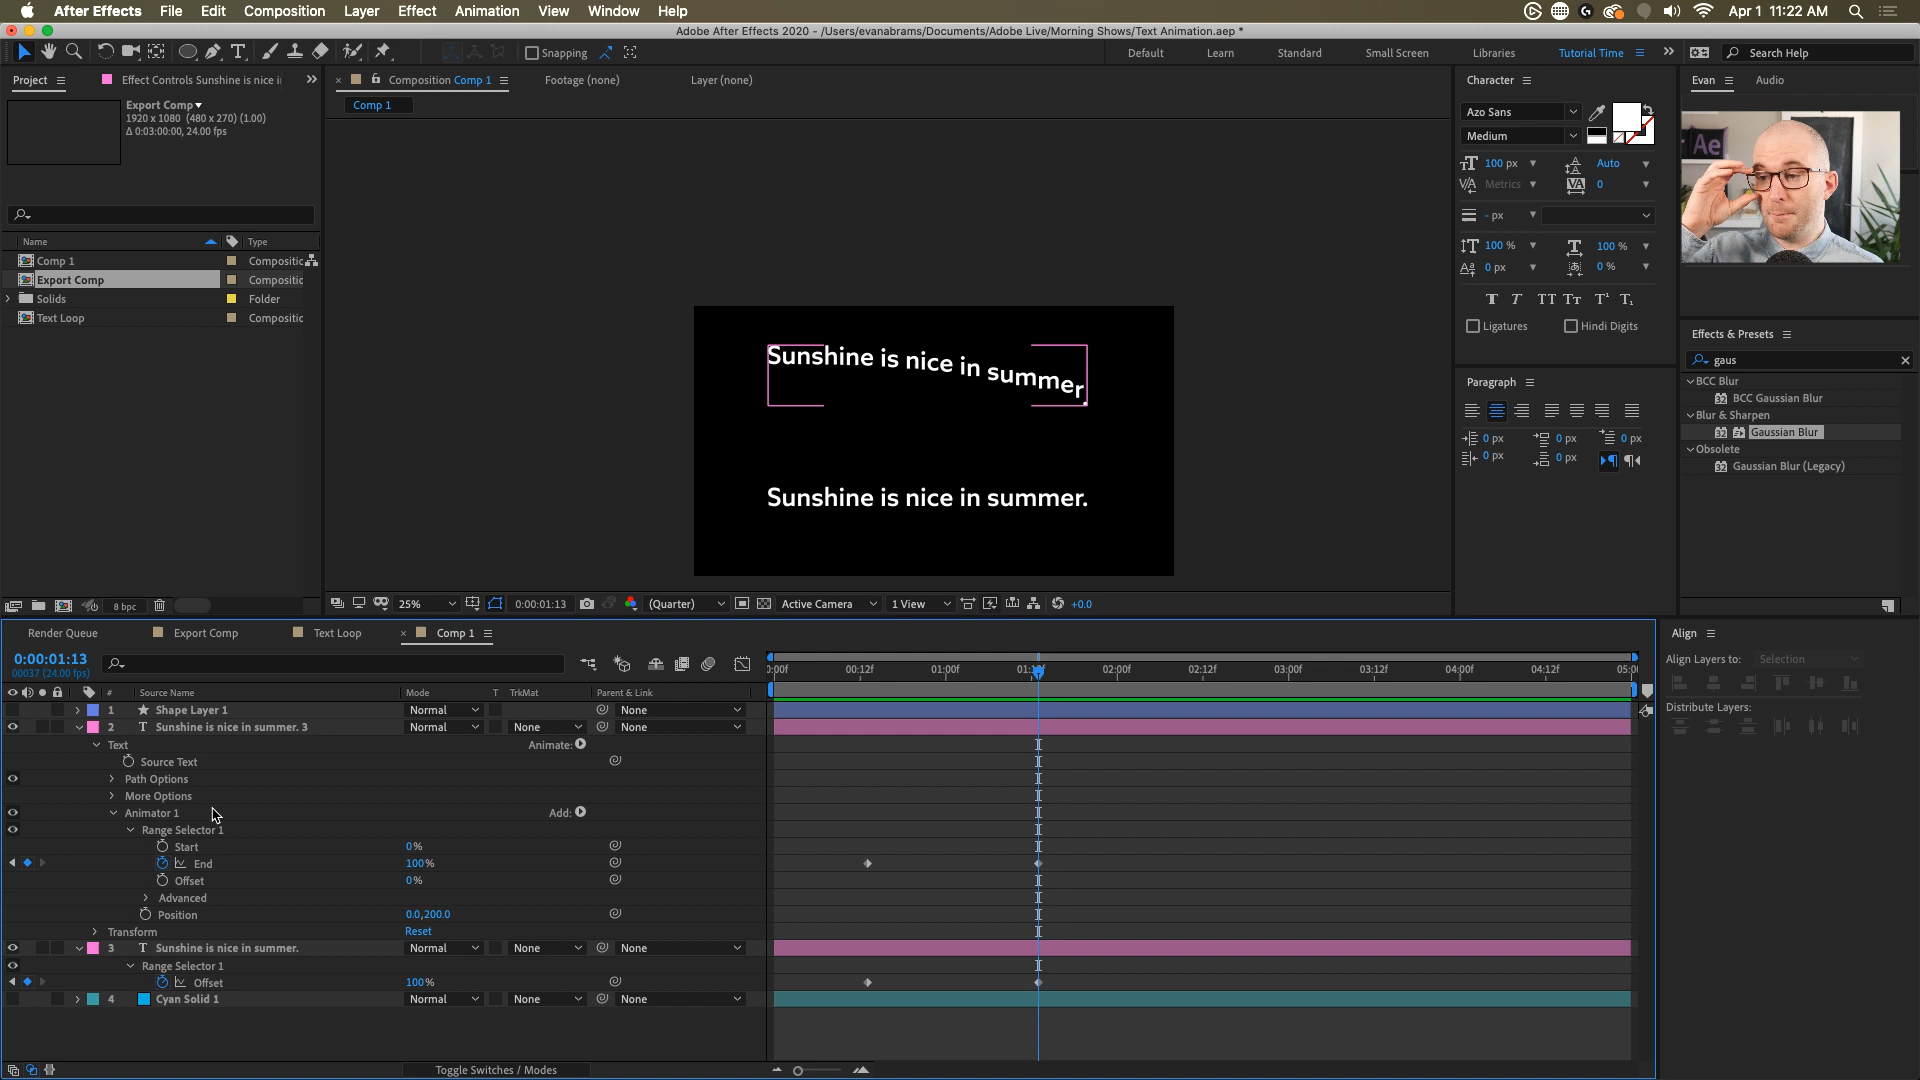 After Effects File Edit Composition Layer Effect Animation View Window Help Apr 1 11:22 AM
Adobe After Effects 2020 - /Users/evanabrams/Documents/Adobe Live/Morning Shows/Text Animation.aep *
Snapping Default Learn Standard Small Screen Libraries Tutorial Time Search Help
Project Effect Controls Sunshine is nice i Composition Comp 1 Footage (none) Layer (none) Character Evan Audio
Export Comp
1920 x 1080 (480 x 270) (1.00)
Δ 0:03:00:00, 24.00 fps
Comp 1
Azo Sans
Medium
100 px Auto
Metrics 0
- px
100 % 100 %
0 px 0 %
Ligatures Hindi Digits
Ae
Name Type
Comp 1 Compositic
Export Comp Compositic
Solids Folder
Text Loop Compositic
Sunshine is nice in summer.
Sunshine is nice in summer.
Effects & Presets
gaus
BCC Blur
BCC Gaussian Blur
Blur & Sharpen
Gaussian Blur
Obsolete
Gaussian Blur (Legacy)
Paragraph
0 px 0 px 0 px
0 px 0 px
8 bpc 25% 0:00:01:13 (Quarter) Active Camera 1 View +0.0
Render Queue Export Comp Text Loop Comp 1
0:00:01:13
00037 (24.00 fps)
:00f 00:12f 01:00f 02:00f 02:12f 03:00f 03:12f 04:00f 04:12f 05:0
# Source Name Mode T TrkMat Parent & Link
1 Shape Layer 1 Normal None
2 T Sunshine is nice in summer. 3 Normal None None
Text Animate:
Source Text
Path Options
More Options
Animator 1 Add:
Range Selector 1
Start 0%
End 100%
Offset 0%
Advanced
Position 0.0,200.0
Transform Reset
3 T Sunshine is nice in summer. Normal None None
Range Selector 1
Offset 100%
4 Cyan Solid 1 Normal None None
Toggle Switches / Modes
Align
Align Layers to: Selection
Distribute Layers: